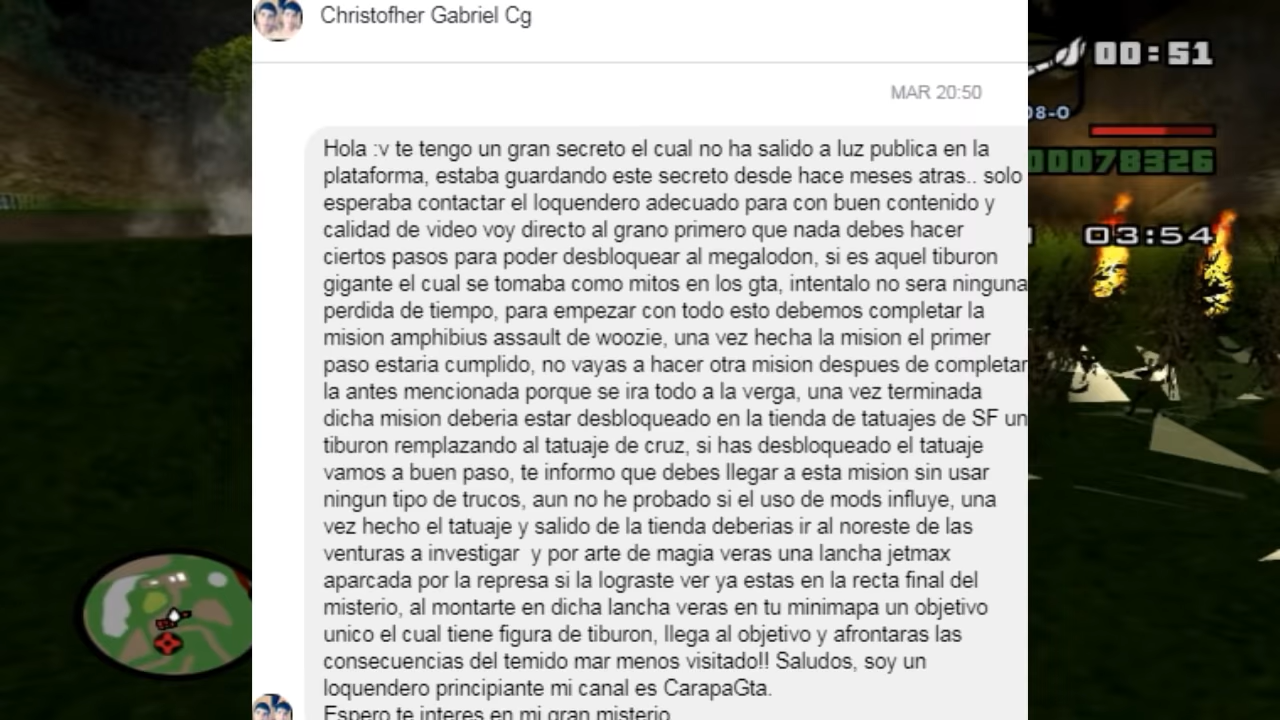 Christofher Gabriel Cg
MAR 20:50
Hola :v te tengo un gran secreto el cual no ha salido a luz publica en la
plataforma, estaba guardando este secreto desde hace meses atras.. solo
esperaba contactar el loquendero adecuado para con buen contenido y
calidad de video voy directo al grano primero que nada debes hacer
ciertos pasos para poder desbloquear al megalodon, si es aquel tiburon
gigante el cual se tomaba como mitos en los gta, intentalo no sera ninguna
perdida de tiempo, para empezar con todo esto debemos completar la
mision amphibius assault de woozie, una vez hecha la mision el primer
paso estaria cumplido, no vayas a hacer otra mision despues de completar
la antes mencionada porque se ira todo a la verga, una vez terminada
dicha mision deberia estar desbloqueado en la tienda de tatuajes de SF un
tiburon remplazando al tatuaje de cruz, si has desbloqueado el tatuaje
vamos a buen paso, te informo que debes llegar a esta mision sin usar
ningun tipo de trucos, aun no he probado si el uso de mods influye, una
vez hecho el tatuaje y salido de la tienda deberias ir al noreste de las
venturas a investigar y por arte de magia veras una lancha jetmax
aparcada por la represa si la lograste ver ya estas en la recta final del
misterio, al montarte en dicha lancha veras en tu minimapa un objetivo
unico el cual tiene figura de tiburon, llega al objetivo y afrontaras las
consecuencias del temido mar menos visitado!! Saludos, soy un
loquendero principiante mi canal es CarapaGta.
Espero te interes en mi gran misterio
00:51
8-0
00078326
03:54